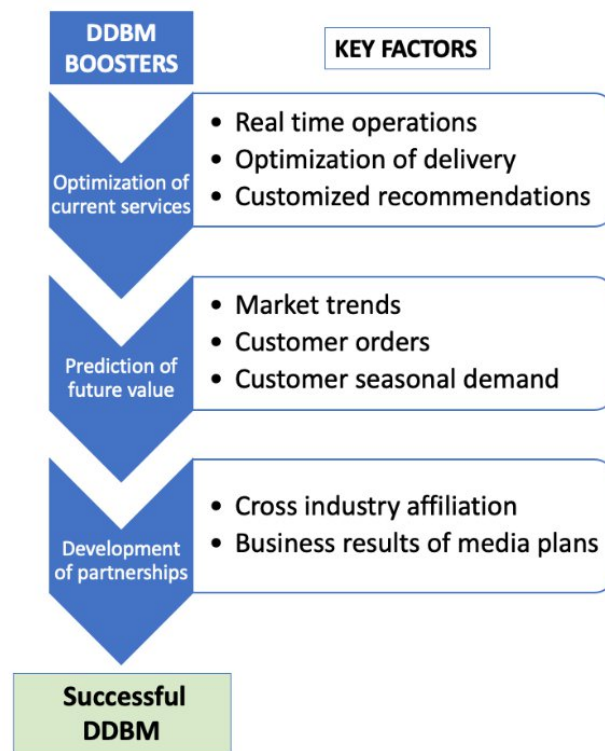 DDBM
BOOSTERS
KEY FACTORS
Optimization of
current services
• Real time operations
• Optimization of delivery
• Customized recommendations
Prediction of
future value
• Market trends
• Customer orders
• Customer seasonal demand
Development
of partnerships
• Cross industry affiliation
• Business results of media plans
Successful
DDBM